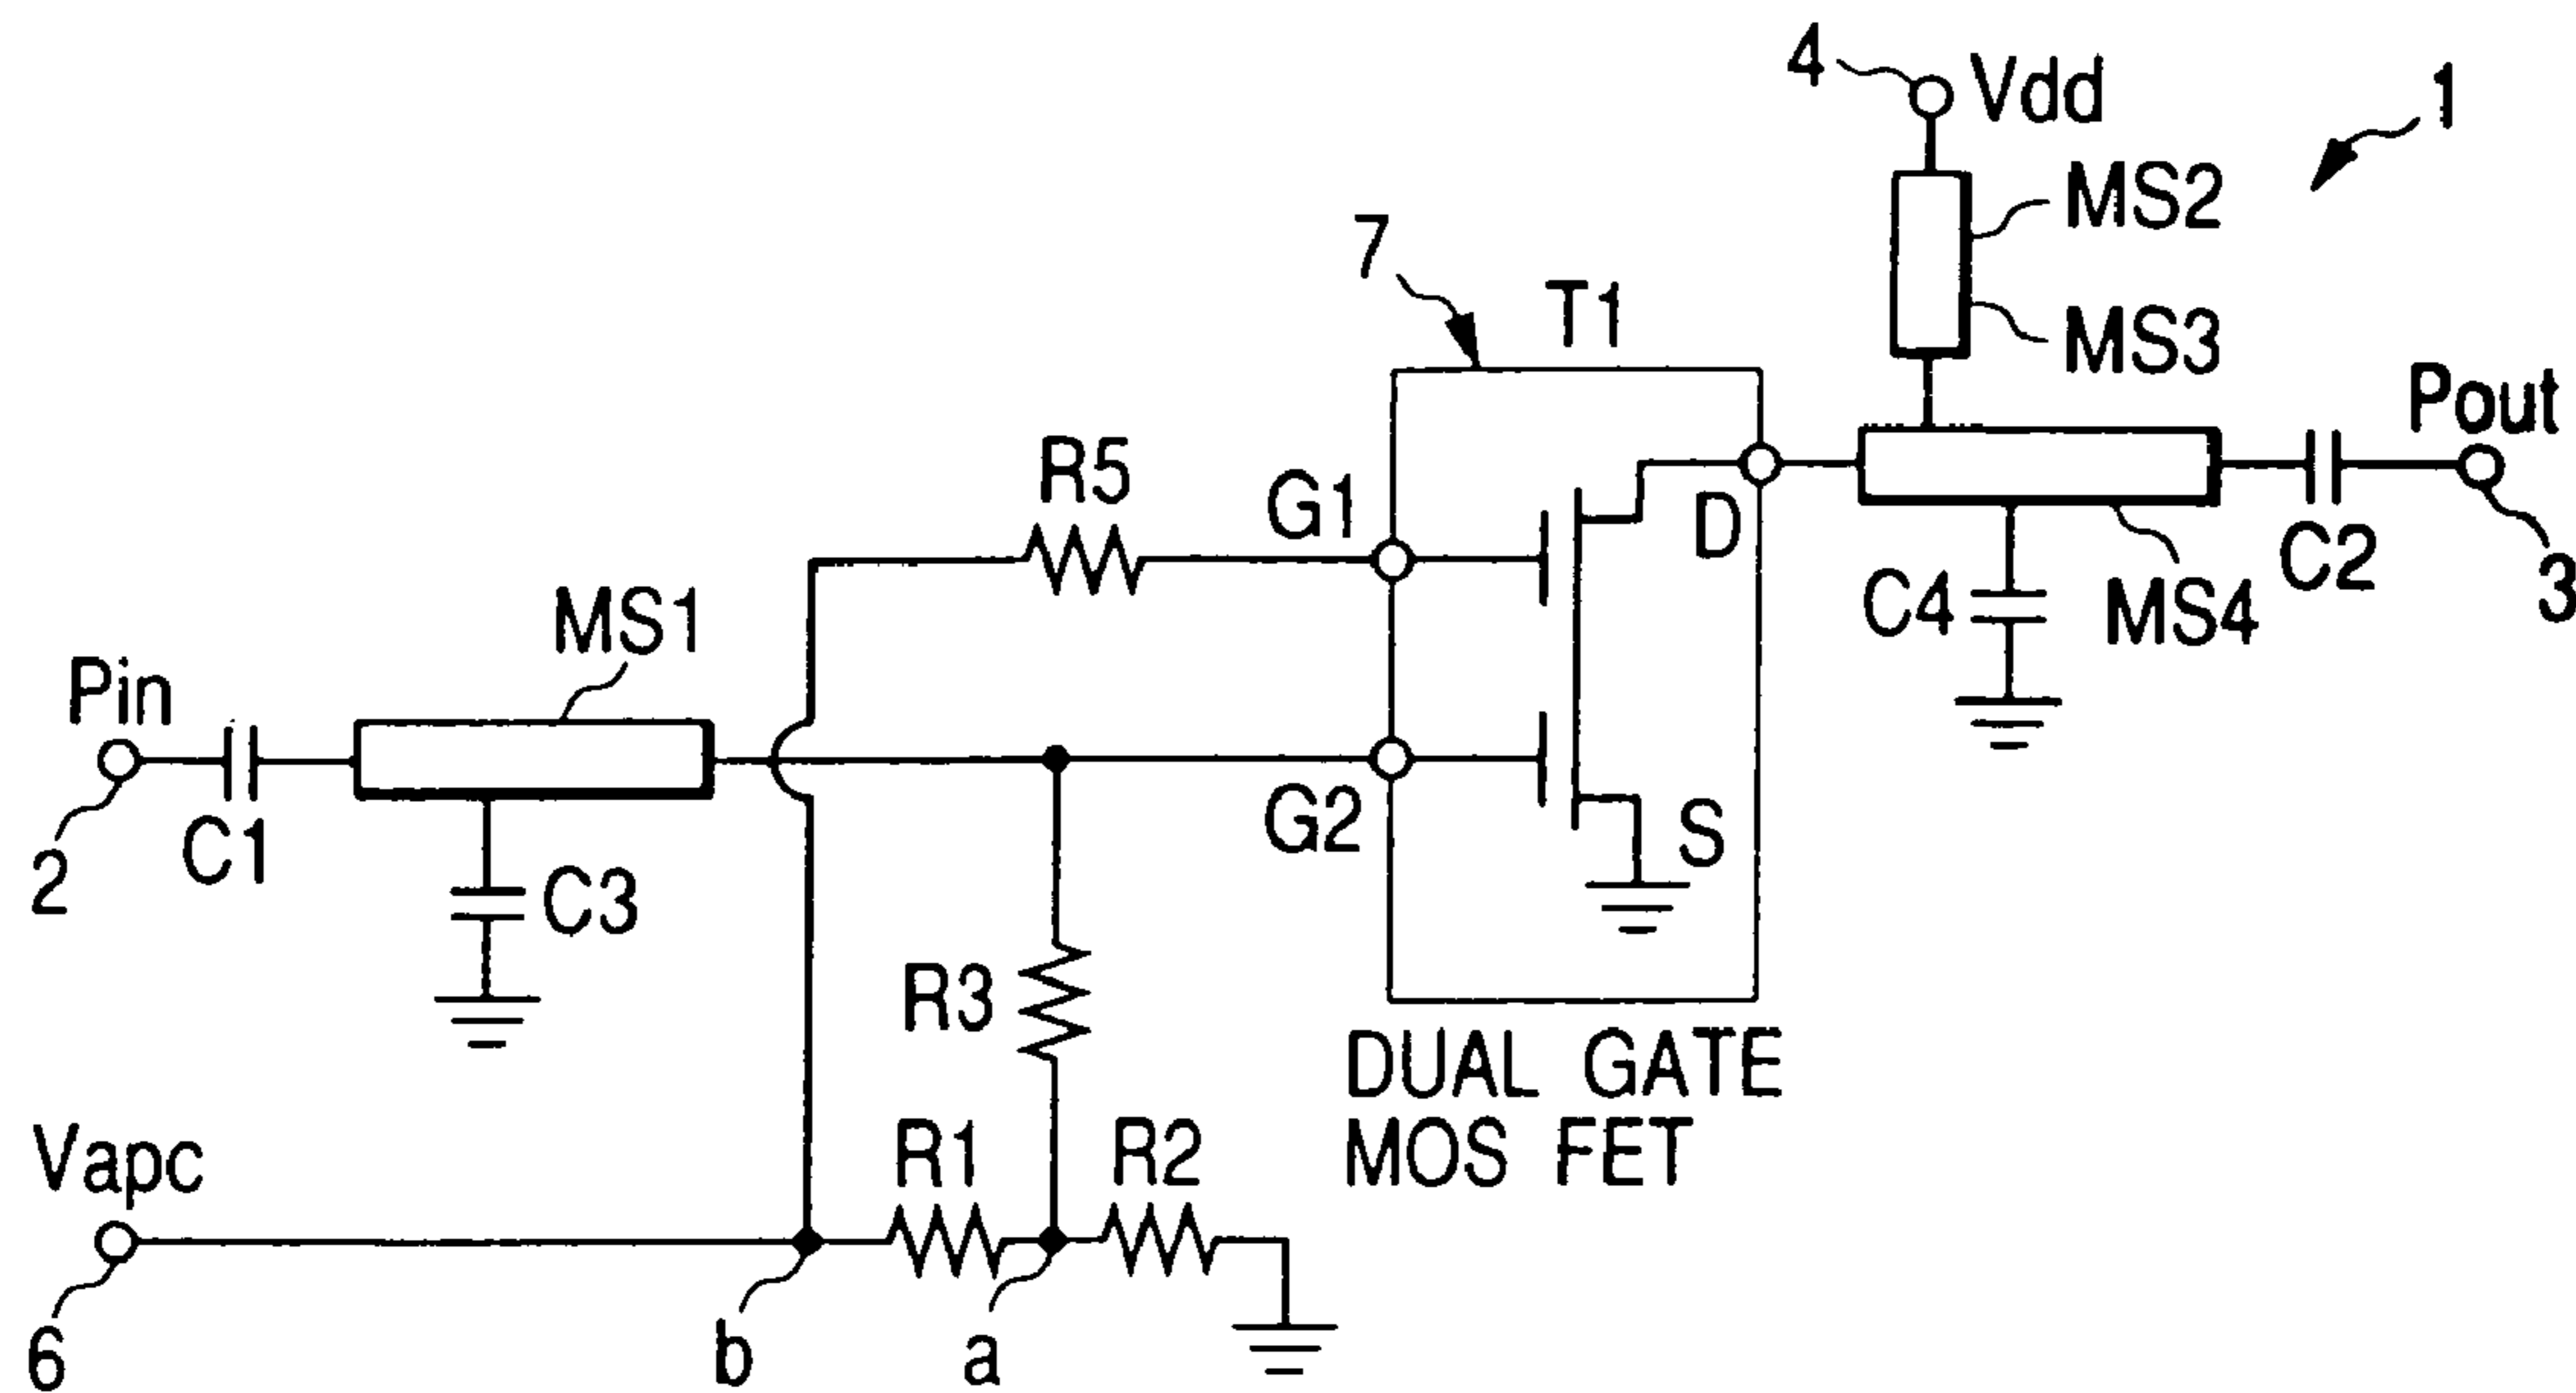 4
Vdd
1
MS2
7
T1
MS3
Pout
R5
G1
D
MS1
C4
MS4
C2
3
Pin
G2
S
2
C1
C3
R3
DUAL GATE
MOS FET
Vapc
R1
R2
6
b
a